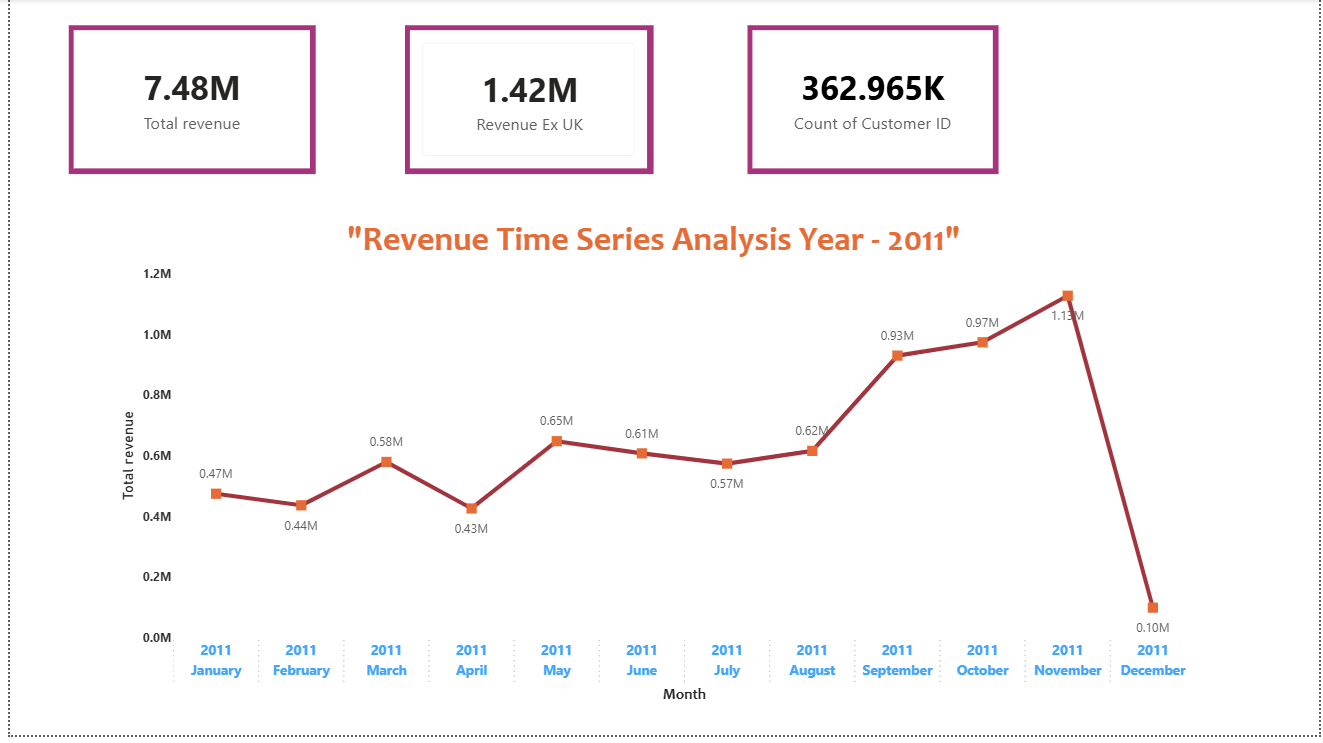 7.48M
Total revenue
1.42M
Revenue Ex UK
362.965K
Count of Customer ID
"Revenue Time Series Analysis Year - 2011"
Total revenue
1.2M
1.0M
0.8M
0.6M
0.4M
0.2M
0.0M
0.47M
0.44M
0.58M
0.43M
0.65M
0.61M
0.57M
0.62M
0.93M
0.97M
1.13M
0.10M
2011 2011 2011 2011 2011 2011 2011 2011 2011 2011 2011 2011
January February March April May June July August September October November December
Month